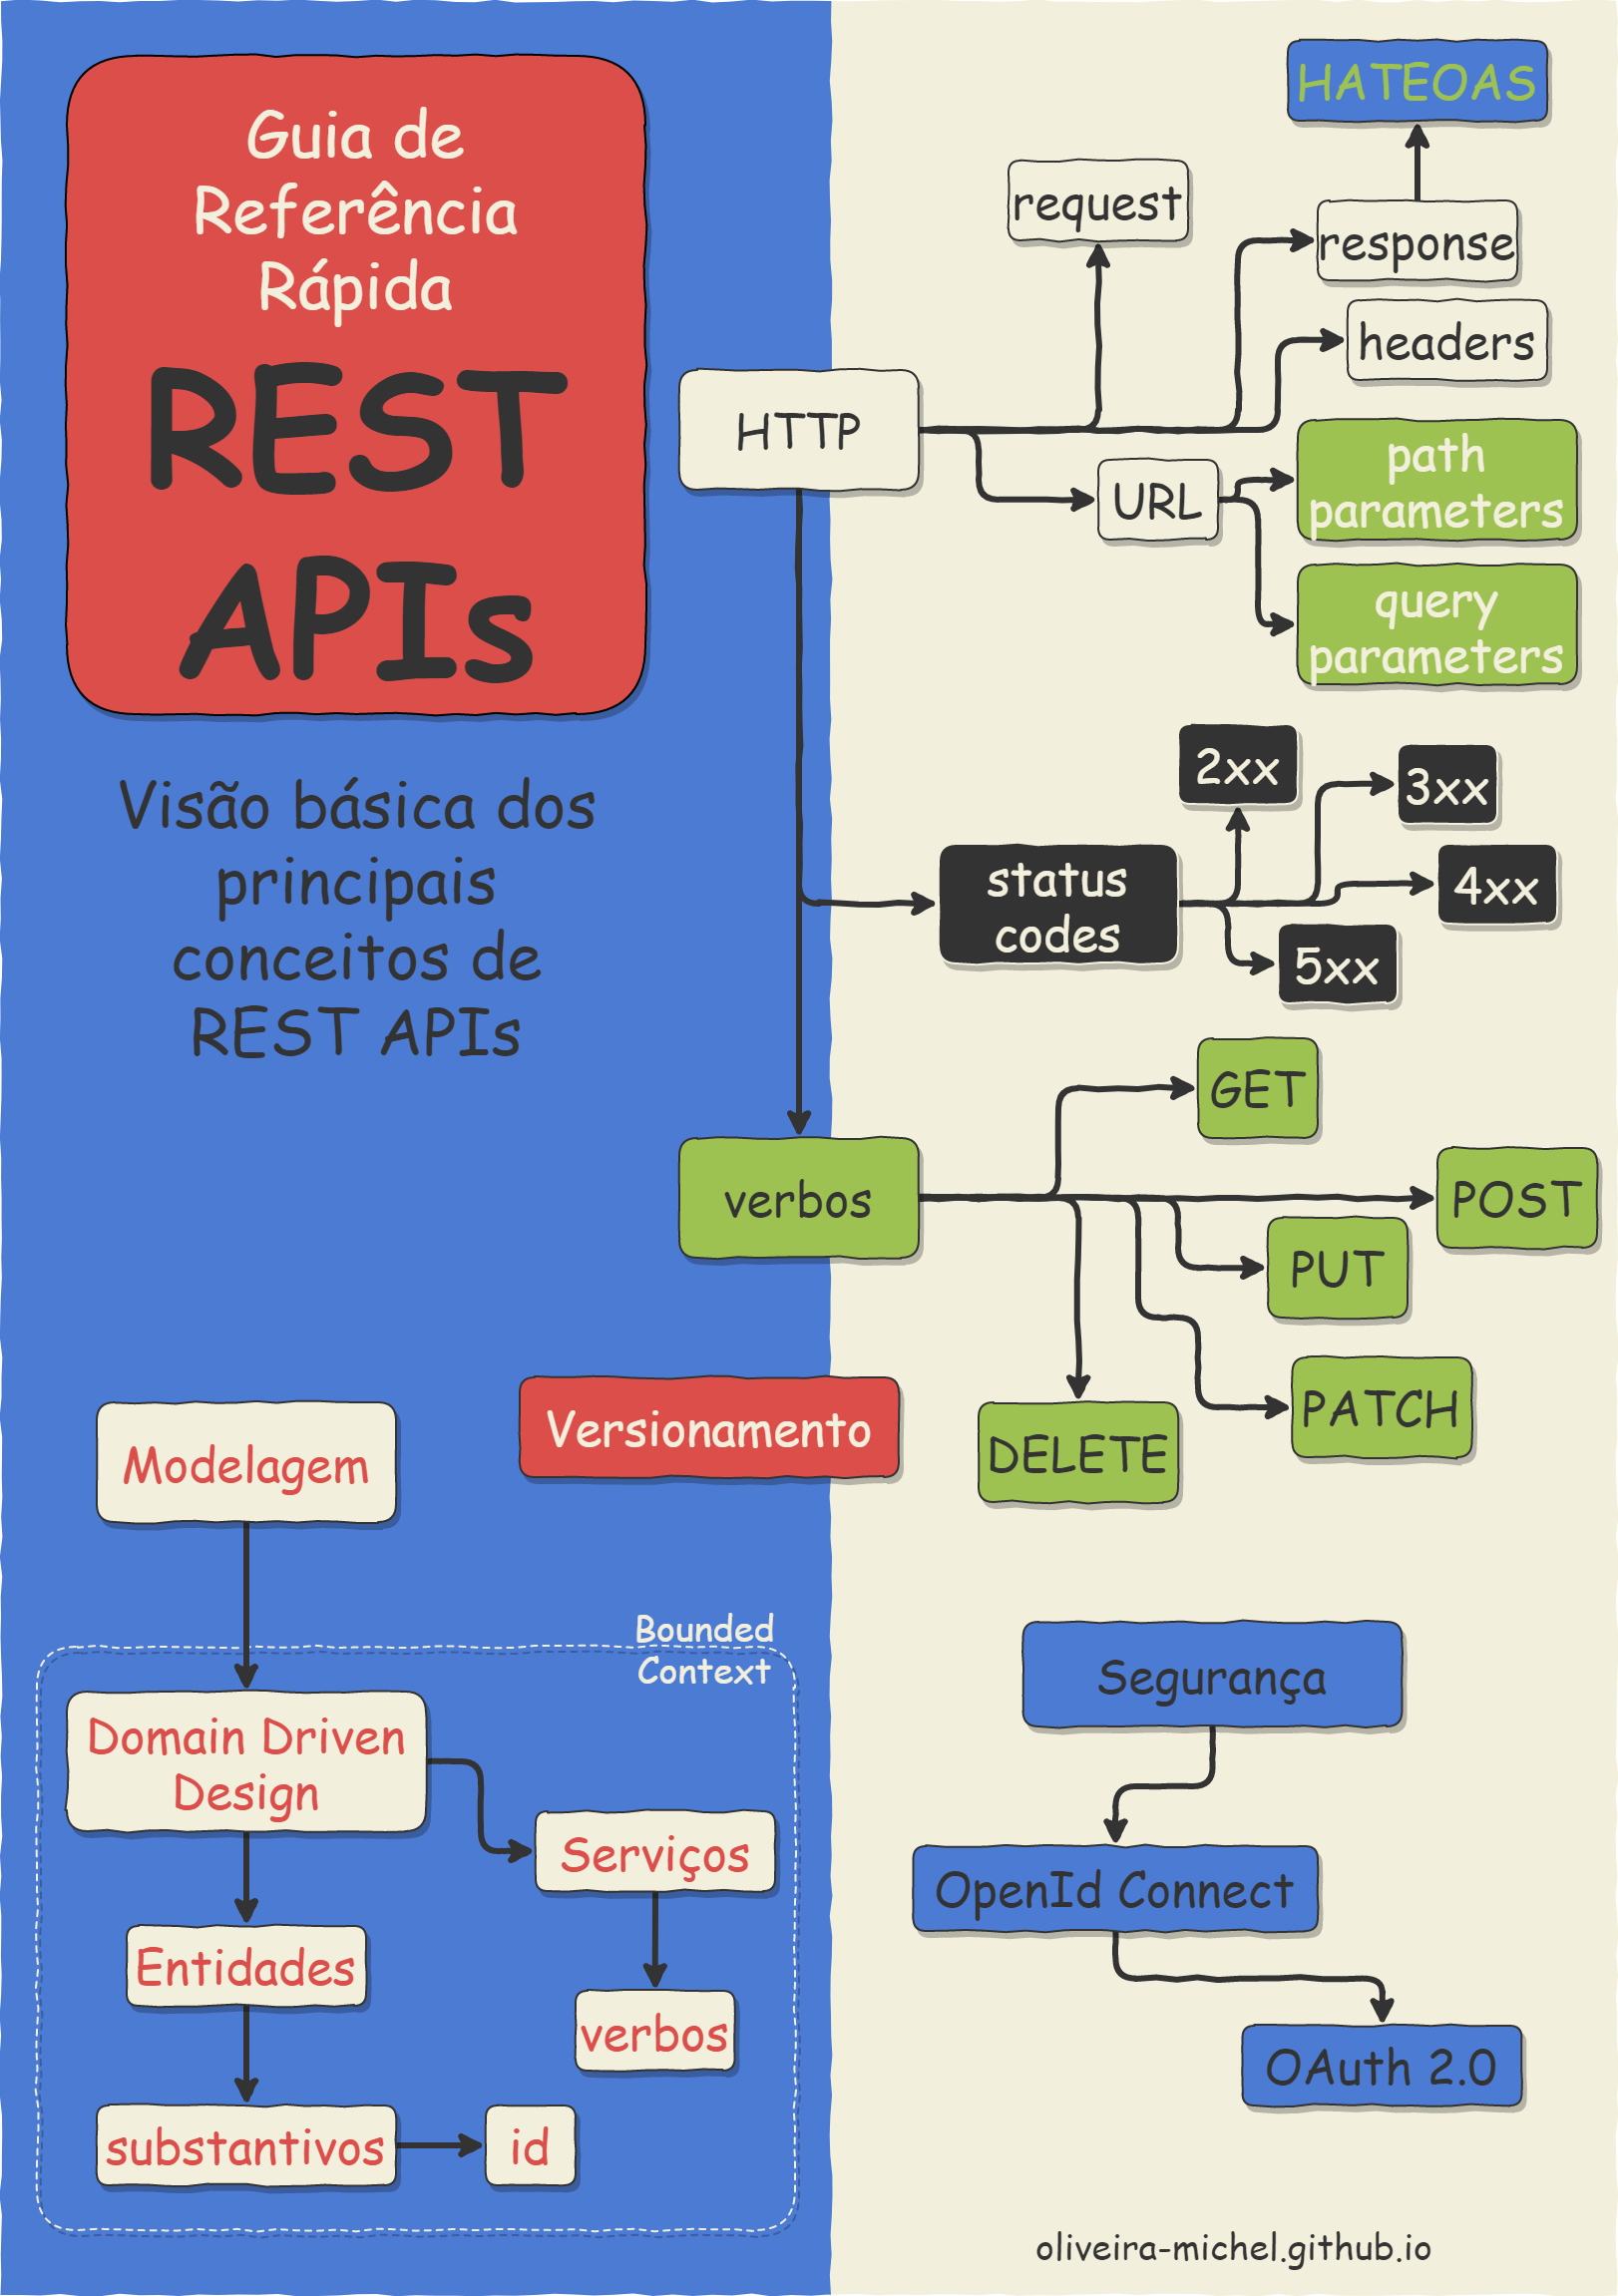 Guia de
Referência
Rápida
REST
APIs
Visão básica dos
principais
conceitos de
REST APIs
HATEOAS
request
response
headers
HTTP
URL
path
parameters
query
parameters
2xx
3xx
status
codes
4xx
5xx
GET
verbos
POST
PUT
PATCH
DELETE
Versionamento
Modelagem
Bounded
Context
Domain Driven
Design
Serviços
Entidades
verbos
substantivos
id
Segurança
OpenId Connect
OAuth 2.0
oliveira-michel.github.io